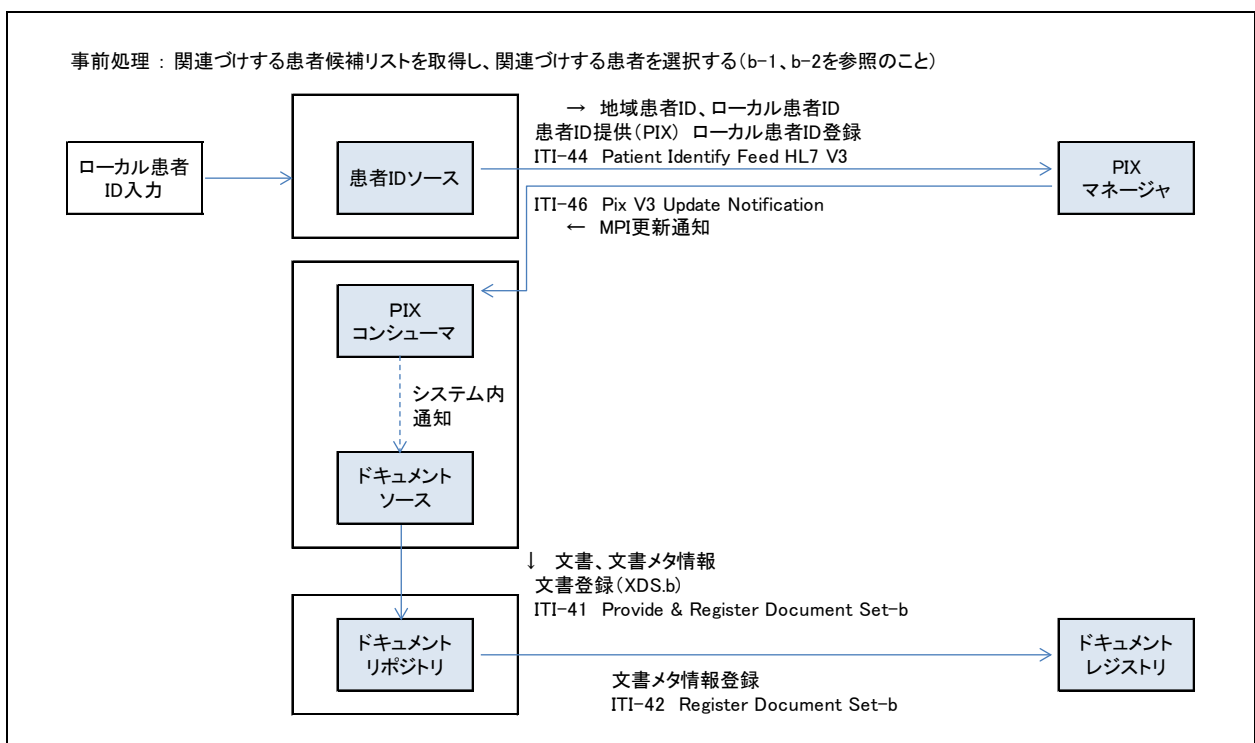 事前処理 : 関連づけする患者候補リストを取得し、関連づけする患者を選択する(b-1、b-2を参照のこと)
→ 地域患者ID、ローカル患者ID
患者ID提供(PIX) ローカル患者ID登録
ITI-44 Patient Identify Feed HL7 V3
ローカル患者
ID入力
患者IDソース
PIX
マネージャ
ITI-46 Pix V3 Update Notification
← MPI更新通知
PIX
コンシューマ
システム内
通知
ドキュメント
ソース
↓ 文書、文書メタ情報
文書登録(XDS.b)
ITI-41 Provide & Register Document Set-b
ドキュメント
リポジトリ
ドキュメント
レジストリ
文書メタ情報登録
ITI-42 Register Document Set-b